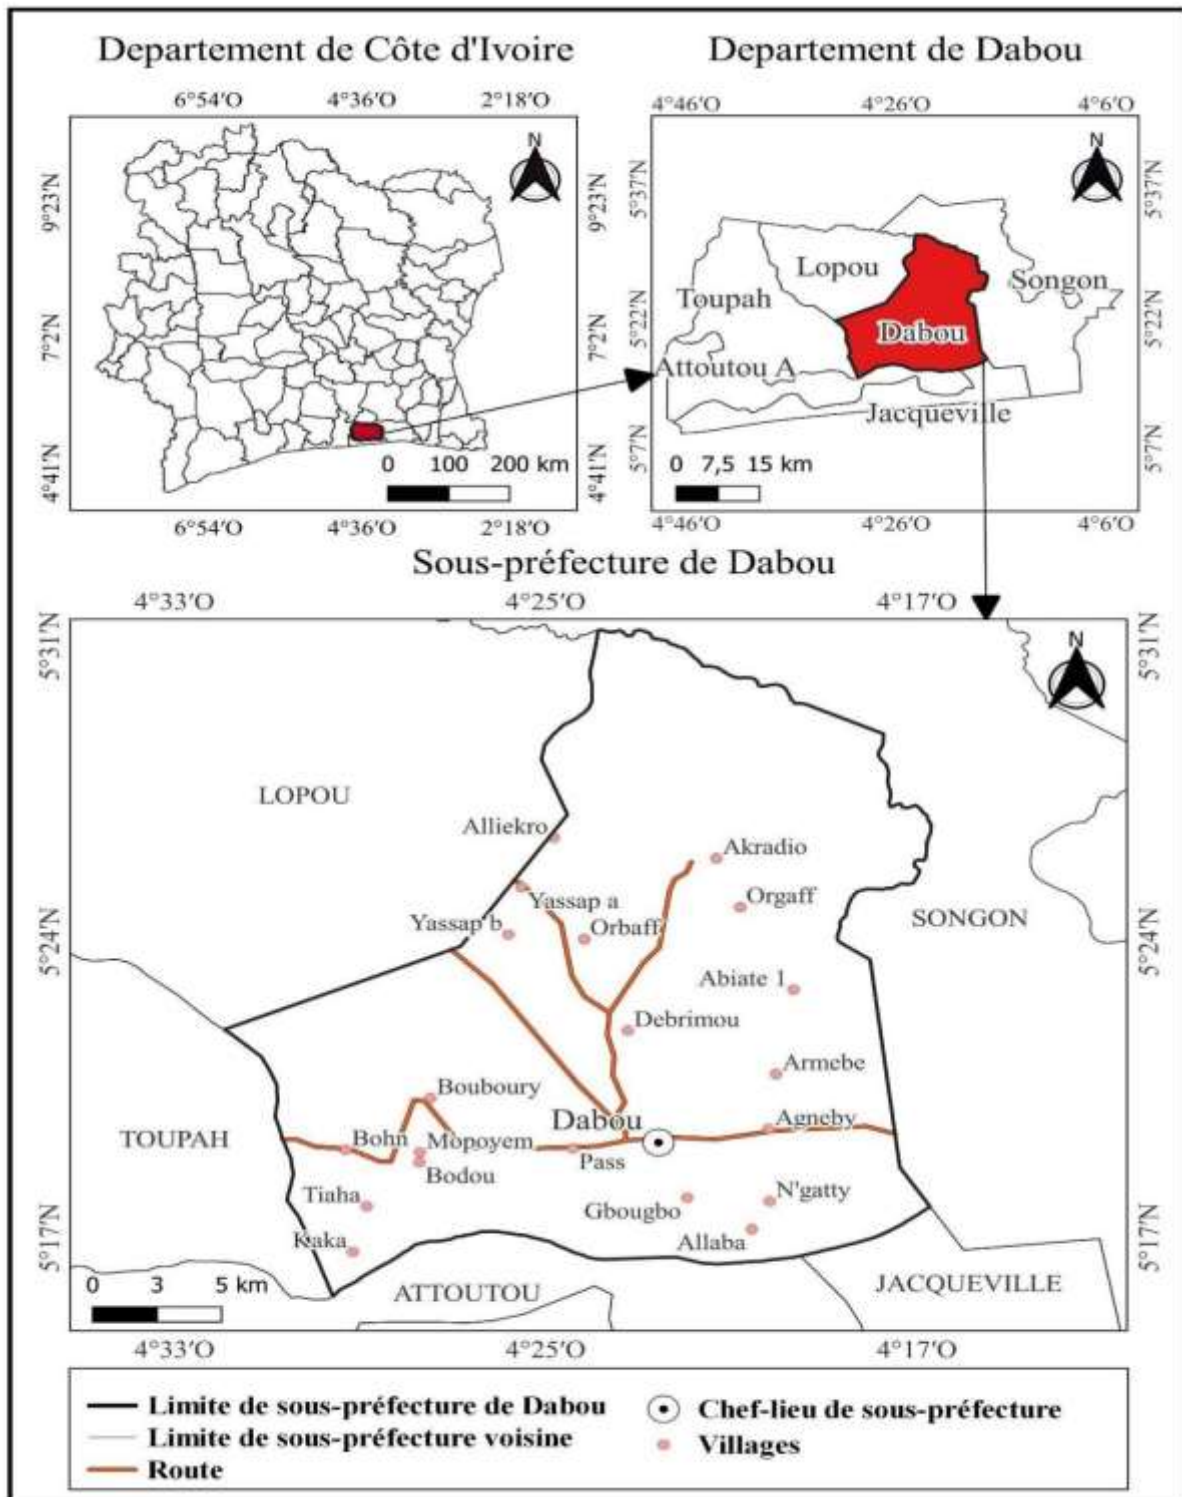 Departement de Côte d'Ivoire
6°54'O 4°36'O 2°18'O
9°23'N
7°2'N
4°41'N
9°23'N
7°2'N
4°41'N
N
0 100 200 km
6°54'O 4°36'O 2°18'O
Departement de Dabou
4°46'O 4°26'O 4°6'O
5°37'N
5°22'N
5°7'N
5°37'N
5°22'N
5°7'N
N
Lopou
Songon
Toupah
Dabou
Attoutou A
Jacqueville
0 7,5 15 km
4°46'O 4°26'O 4°6'O
Sous-préfecture de Dabou
4°33'O 4°25'O 4°17'O
5°31'N
5°24'N
5°17'N
5°31'N
5°24'N
5°17'N
N
LOPOU
Alliekro
Akradio
Yassap a
Orgaff
Yassap b
Orbaff
SONGON
Abiate 1
Debrimou
Armebe
Bouboury
Dabou
Agneby
TOUPAH
Bohn
Mopoyem
Pass
Bodou
Tiaha
Gbougbo
N'gatty
Kaka
Allaba
0 3 5 km
ATTOUTOU
JACQUEVILLE
4°33'O 4°25'O 4°17'O
Limite de sous-préfecture de Dabou
Limite de sous-préfecture voisine
Route
Chef-lieu de sous-préfecture
Villages